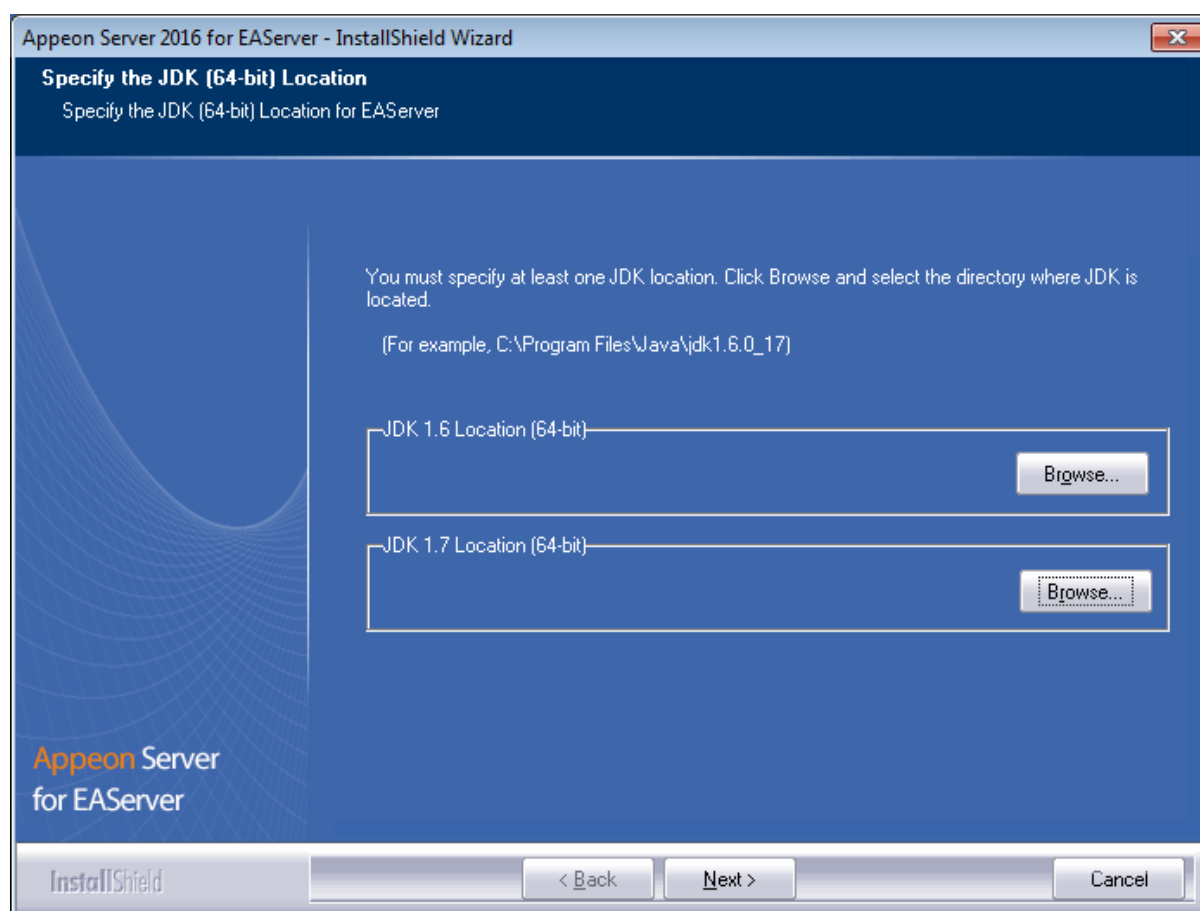 Appeon Server 2016 for EAServer - InstallShield Wizard
Specify the JDK (64-bit) Location
Specify the JDK (64-bit) Location for EAServer
You must specify at least one JDK location. Click Browse and select the directory where JDK is
located.
(For example, C:\Program Files\Java\jdk1.6.0_17)
JDK 1.6 Location (64-bit)
Browse...
JDK 1.7 Location (64-bit)
Browse...
Appeon Server
for EAServer
InstallShield
< Back
Next >
Cancel